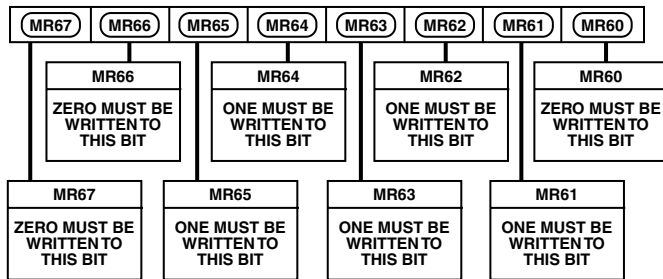 MR67 MR66 MR65 MR64 MR63 MR62 MR61 MR60
MR66 MR64 MR62 MR60
ZERO MUST BE ONE MUST BE ONE MUST BE ZERO MUST BE
WRITTEN TO WRITTEN TO WRITTEN TO WRITTEN TO
THIS BIT THIS BIT THIS BIT THIS BIT
MR67 MR65 MR63 MR61
ZERO MUST BE ONE MUST BE ONE MUST BE ONE MUST BE
WRITTEN TO WRITTEN TO WRITTEN TO WRITTEN TO
THIS BIT THIS BIT THIS BIT THIS BIT